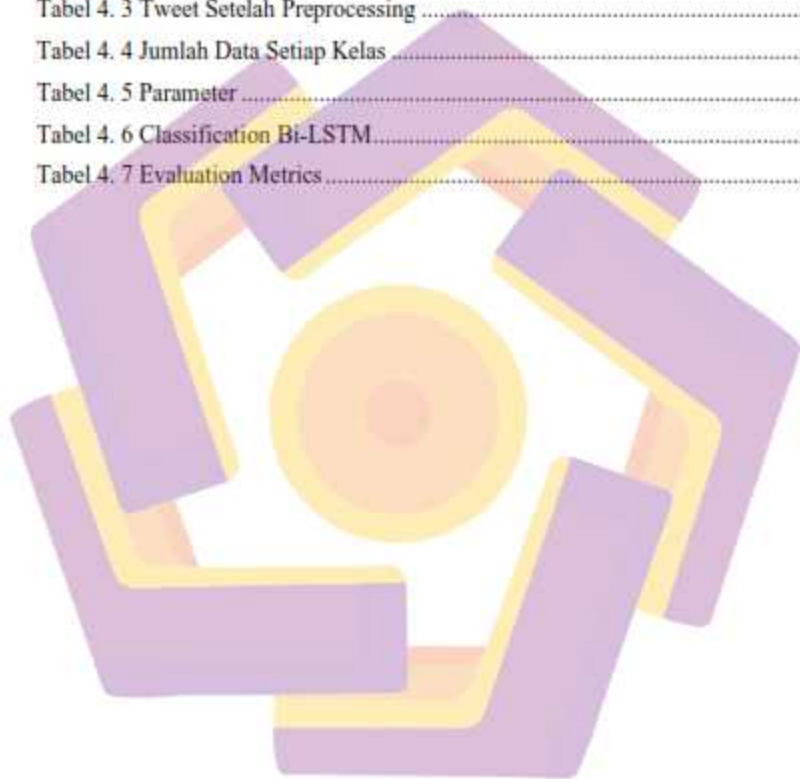 Tabel 4. 3 Tweet Setelah Preprocessing ...............................................................
Tabel 4. 4 Jumlah Data Setiap Kelas ....................................................................
Tabel 4. 5 Parameter ..............................................................................................
Tabel 4. 6 Classification Bi-LSTM........................................................................
Tabel 4. 7 Evaluation Metrics ................................................................................